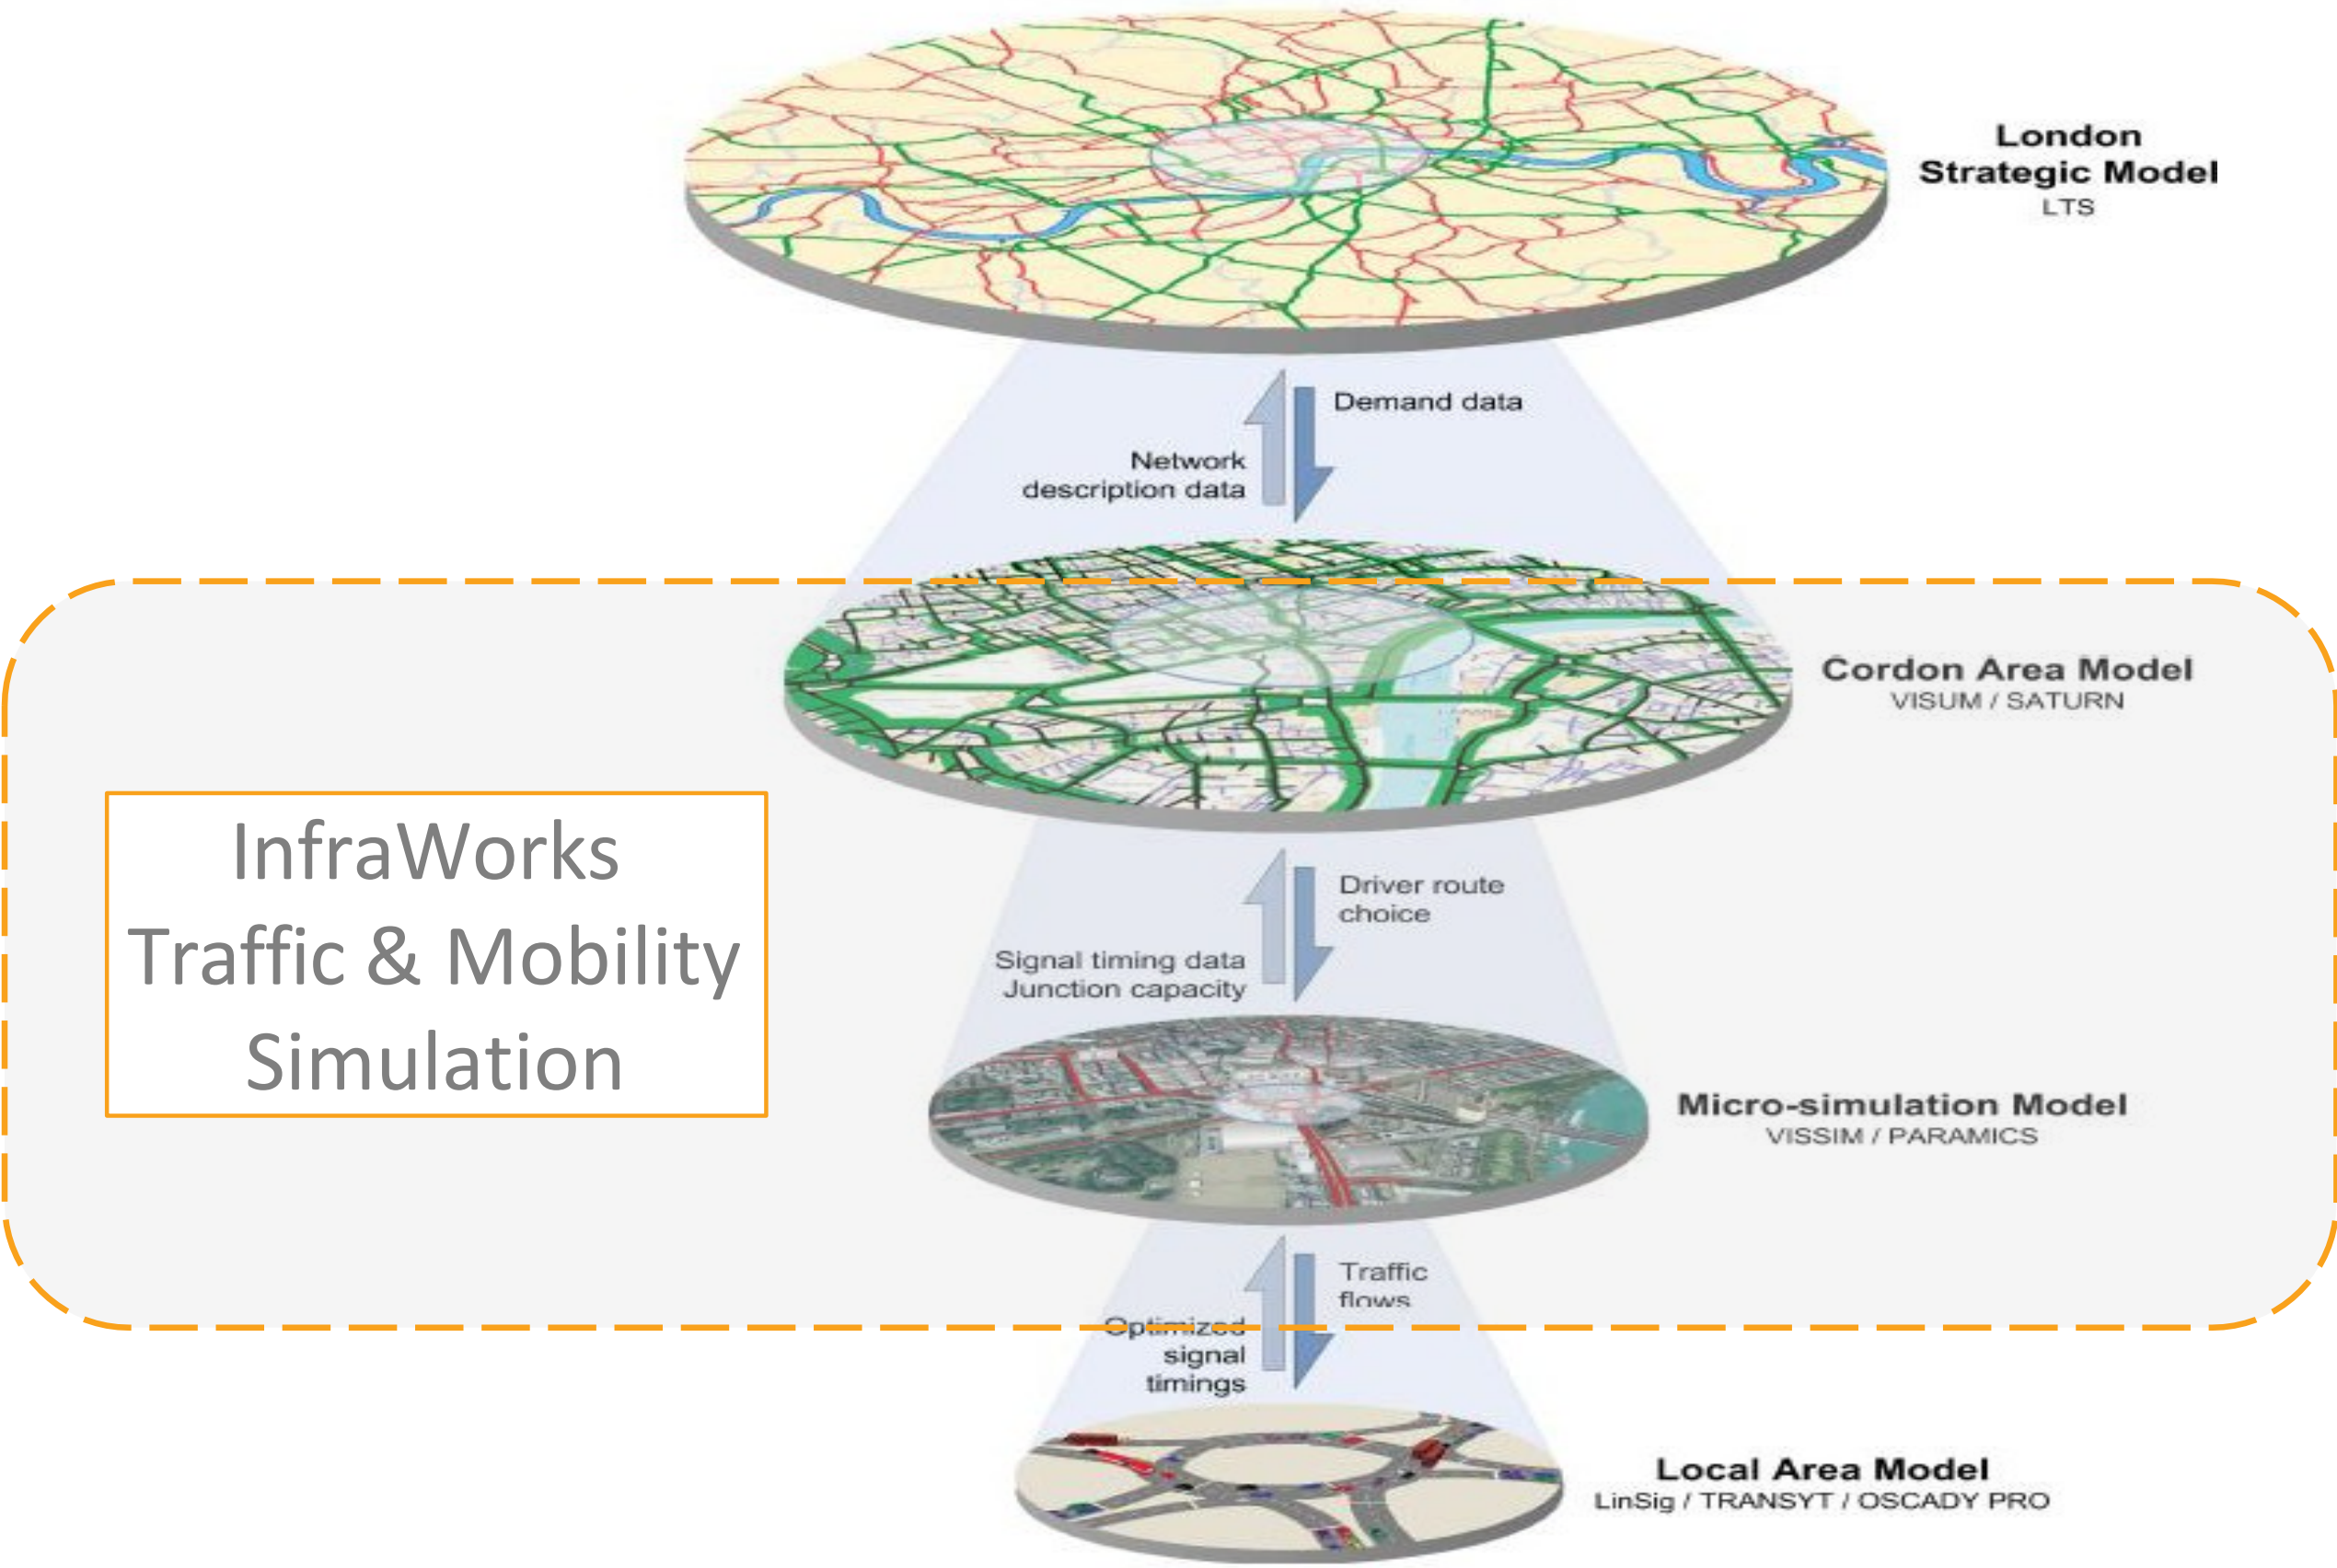 London
Strategic Model
LTS
Demand data
Network
description data
Cordon Area Model
VISUM / SATURN
InfraWorks
Traffic & Mobility
Simulation
Driver route
choice
Signal timing data
Junction capacity
Micro-simulation Model
VISSIM / PARAMICS
Traffic
flows
Optimized
signal
timings
Local Area Model
LinSig / TRANSYT / OSCADY PRO